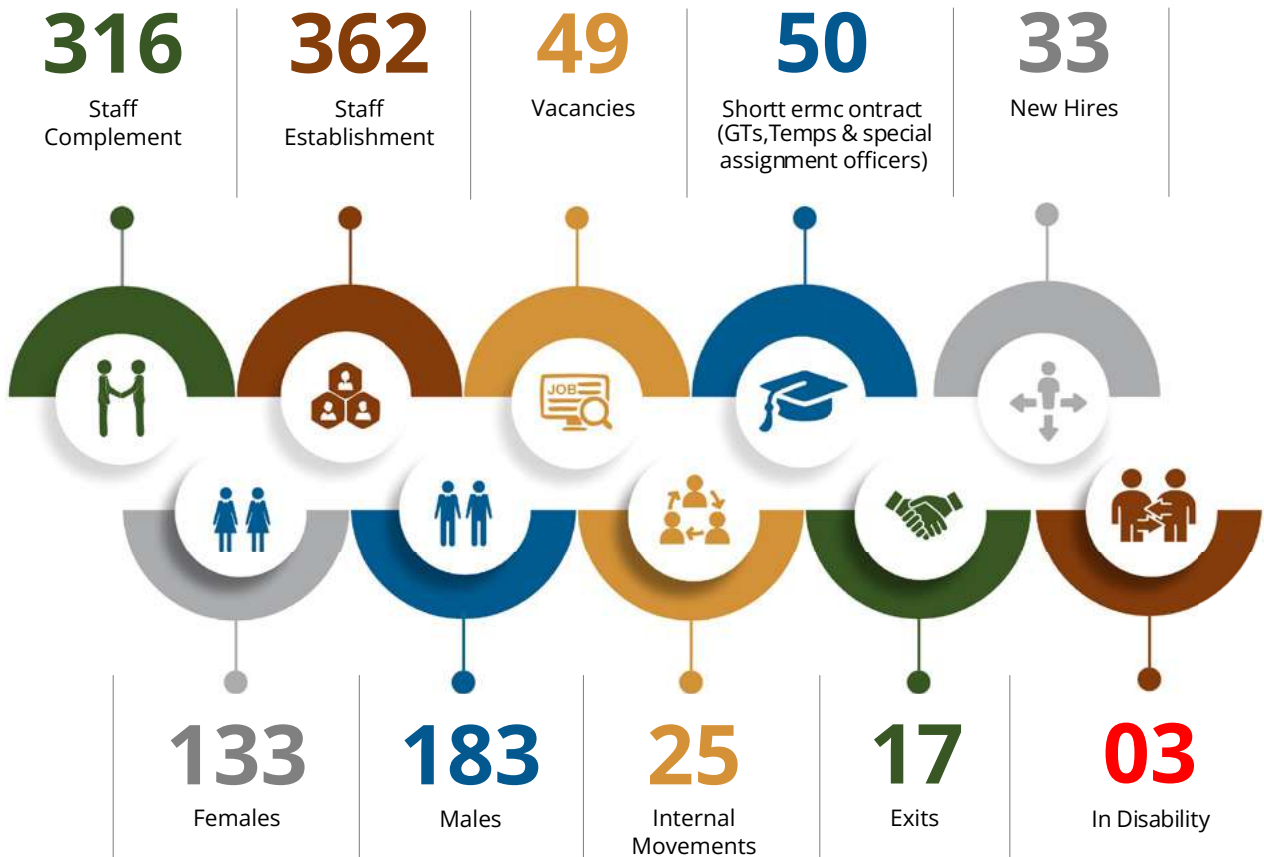 316
Staff
Complement
362
Staff
Establishment
49
Vacancies
50
Shortt ermc ontract
(GTs,Temps & special
assignment officers)
33
New Hires
JOB
133
Females
183
Males
25
Internal
Movements
17
Exits
03
In Disability